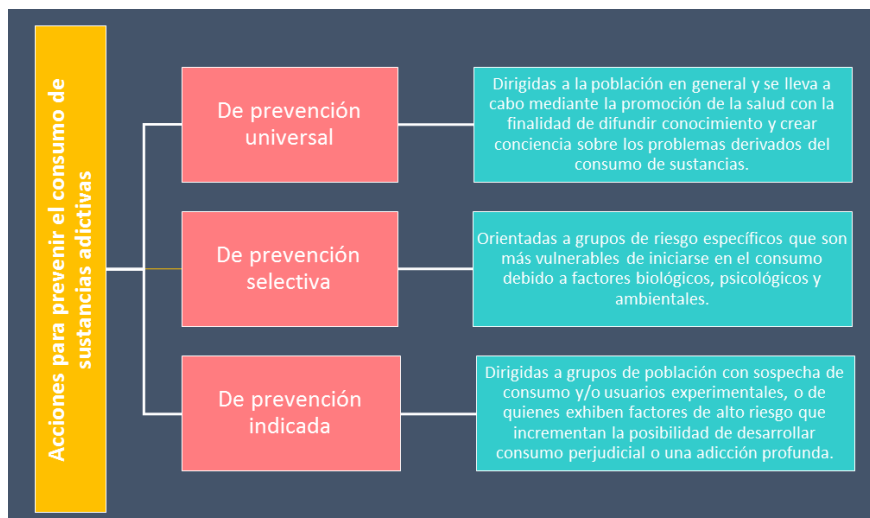 Acciones para prevenir el consumo de
sustancias adictivas
De prevención
universal
Dirigidas a la población en general y se lleva a
cabo mediante la promoción de la salud con la
finalidad de difundir conocimiento y crear
conciencia sobre los problemas derivados del
consumo de sustancias.
De prevención
selectiva
Orientadas a grupos de riesgo específicos que son
más vulnerables de iniciarse en el consumo
debido a factores biológicos, psicológicos y
ambientales.
De prevención
indicada
Dirigidas a grupos de población con sospecha de
consumo y/o usuarios experimentales, o de
quienes exhiben factores de alto riesgo que
incrementan la posibilidad de desarrollar
consumo perjudicial o una adicción profunda.